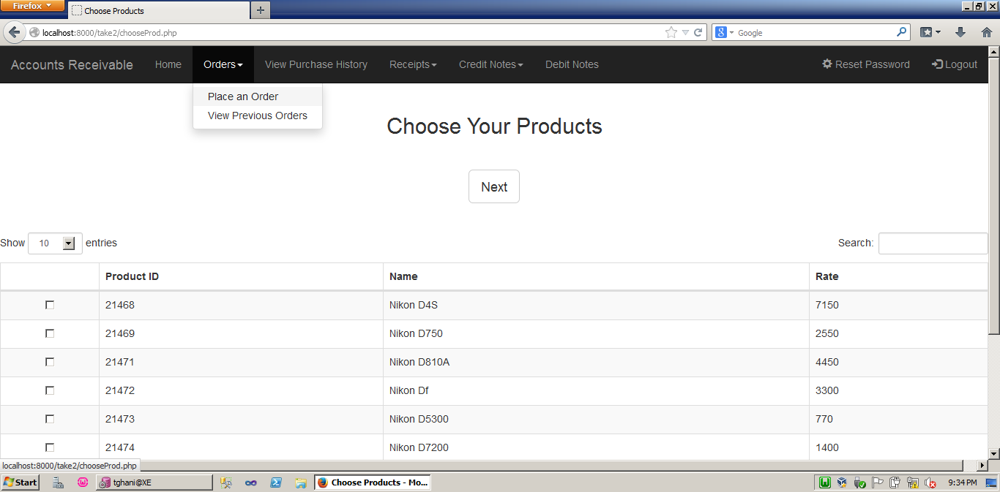 Firefox
Choose Products
localhost:8000/take2/chooseProd.php
Google
Accounts Receivable Home Orders View Purchase History Receipts Credit Notes Debit Notes Reset Password Logout
Place an Order
View Previous Orders
Choose Your Products
Next
Show 10 entries Search:
Product ID Name Rate
21468 Nikon D4S 7150
21469 Nikon D750 2550
21471 Nikon D810A 4450
21472 Nikon Df 3300
21473 Nikon D5300 770
21474 Nikon D7200 1400
localhost:8000/take2/chooseProd.php
Start tghani@XE Choose Products - Mo... 9:34 PM